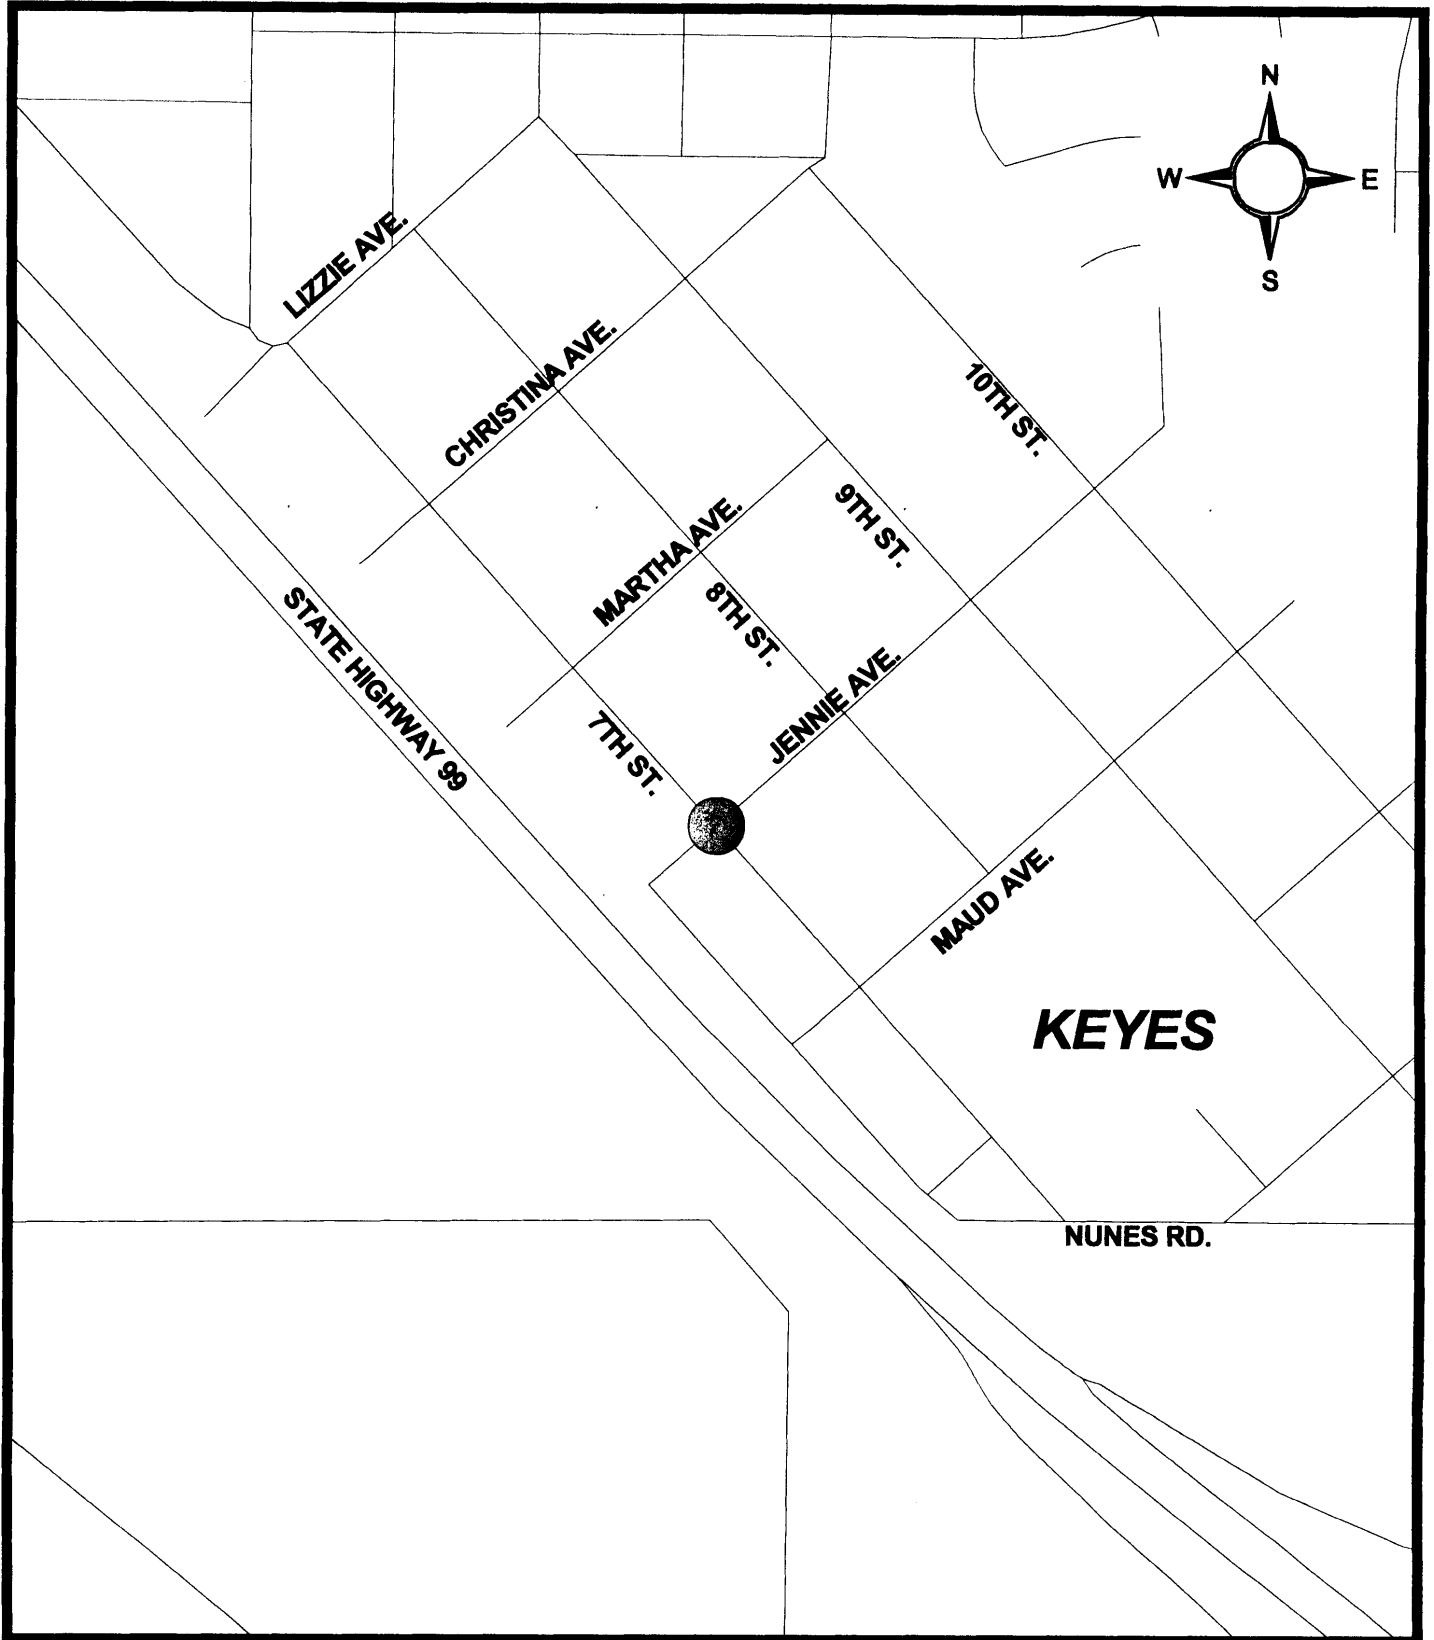 N
W E
S
LIZZIE AVE.
CHRISTINA AVE.
10TH ST.
MARTHA AVE.
9TH ST.
8TH ST.
STATE HIGHWAY 99
JENNIE AVE.
7TH ST.
MAUD AVE.
KEYES
NUNES RD.